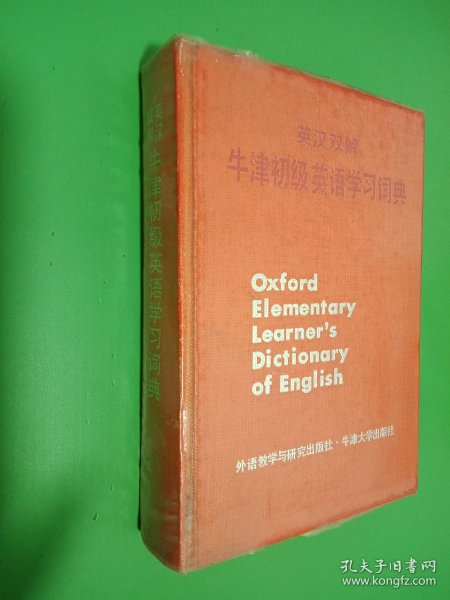 英汉双解
牛津初级英语学习词典
Oxford
Elementary
Learner's
Dictionary
of English
外语教学与研究出版社·牛津大学出版社
英汉双解 牛津初级英语学习词典
孔夫子旧书网
www.kongfz.com